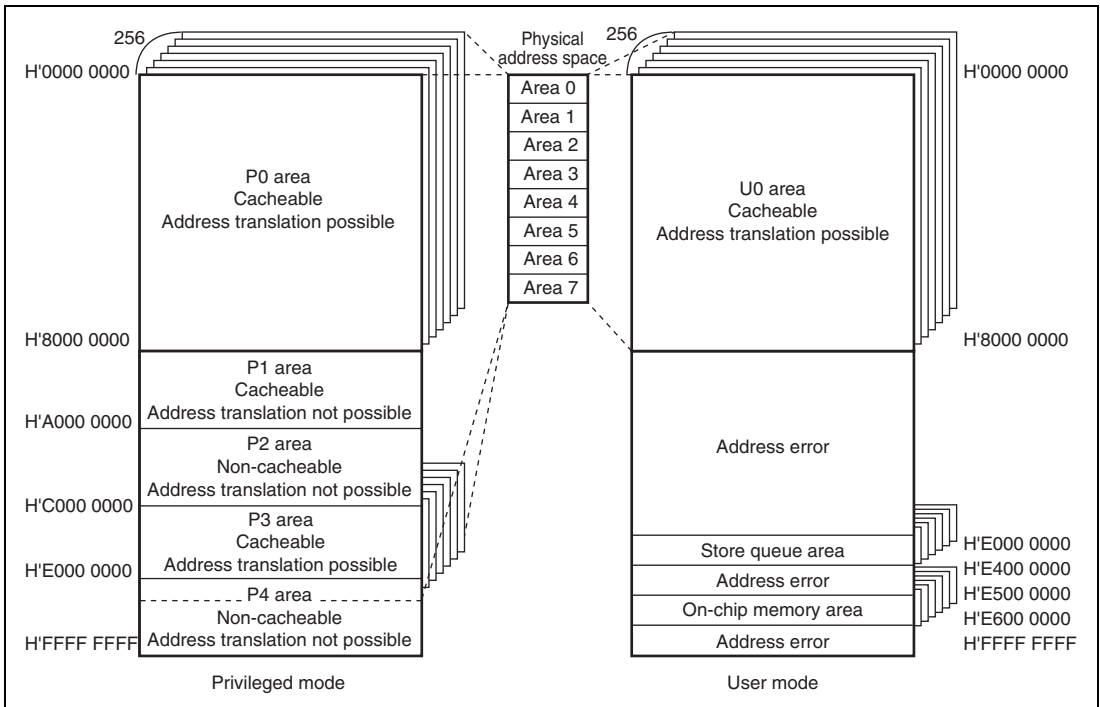 256
H'0000 0000
P0 area
Cacheable
Address translation possible
H'8000 0000
P1 area
Cacheable
Address translation not possible
H'A000 0000
P2 area
Non-cacheable
Address translation not possible
H'C000 0000
P3 area
Cacheable
Address translation possible
H'E000 0000
P4 area
Non-cacheable
Address translation not possible
H'FFFF FFFF
Privileged mode
Physical
address space
Area 0
Area 1
Area 2
Area 3
Area 4
Area 5
Area 6
Area 7
256
H'0000 0000
U0 area
Cacheable
Address translation possible
H'8000 0000
Address error
Store queue area
H'E000 0000
Address error
H'E400 0000
On-chip memory area
H'E500 0000
H'E600 0000
Address error
H'FFFF FFFF
User mode